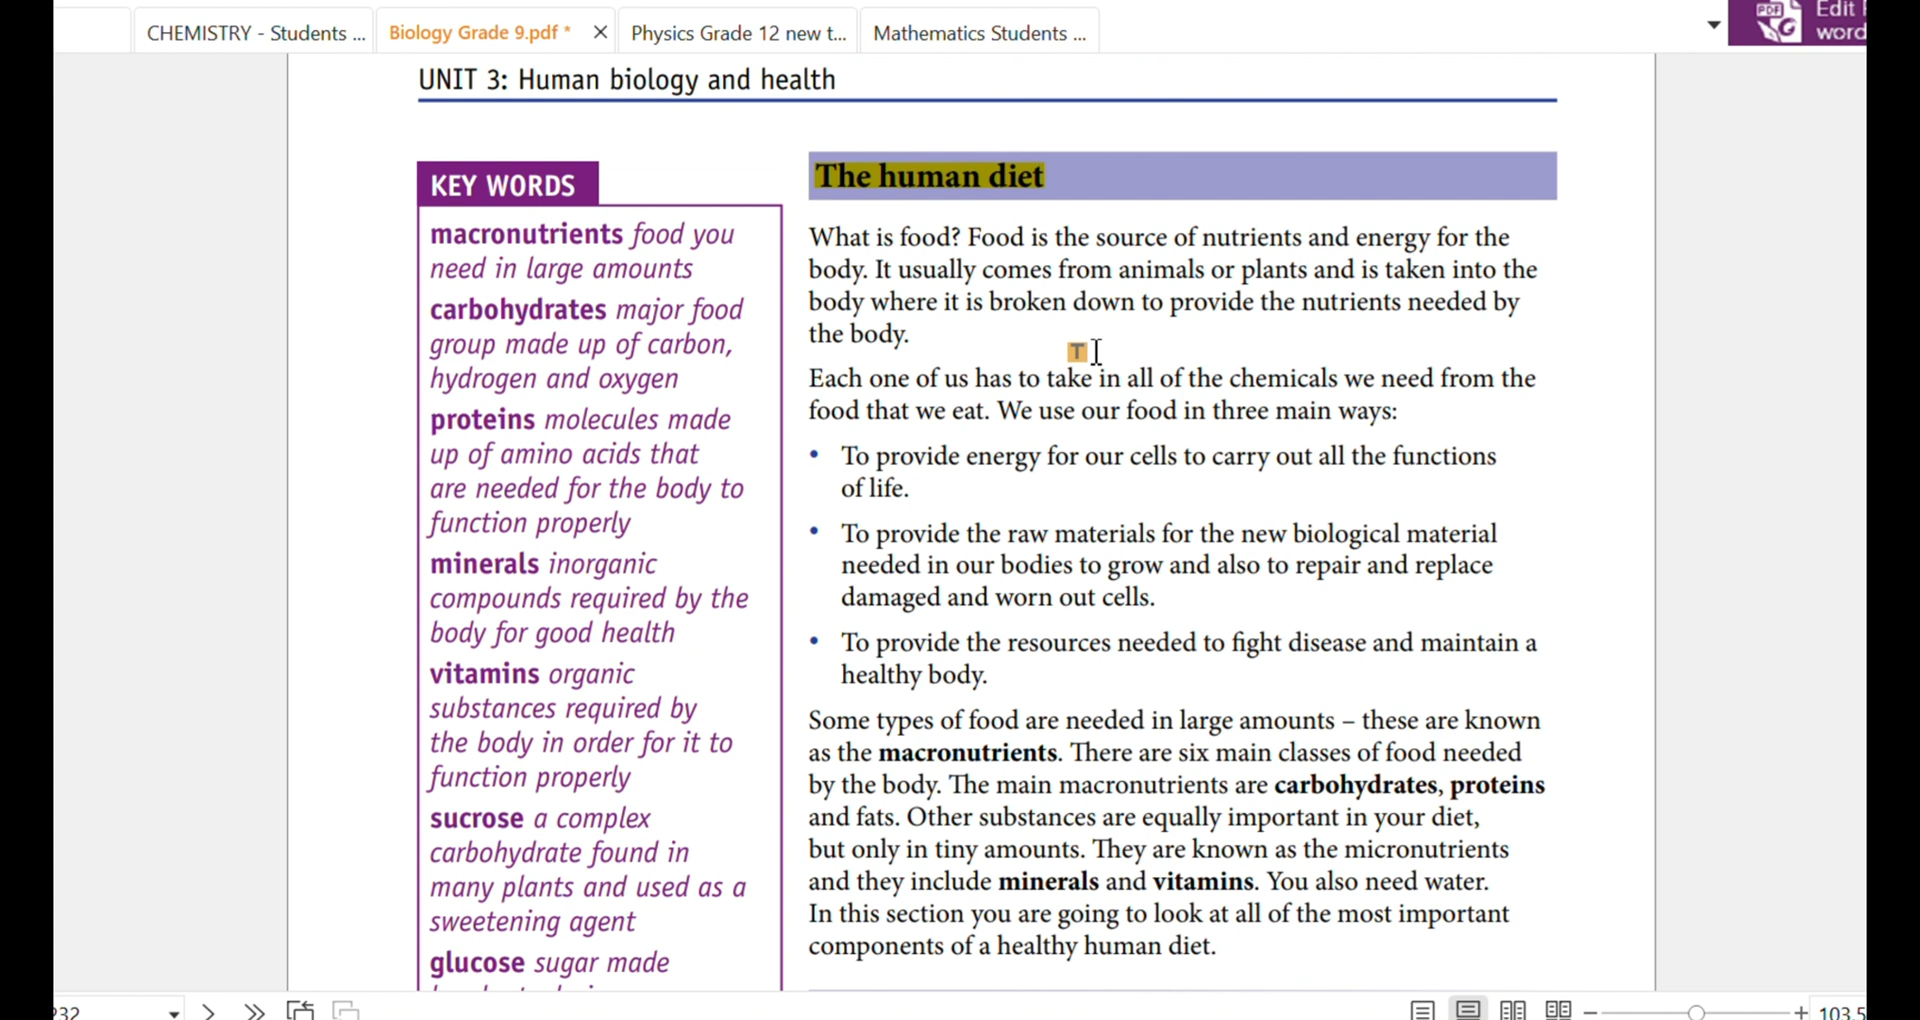 CHEMISTRY - Students ...
Biology Grade 9.pdf *
Physics Grade 12 new t...
Mathematics Students ...
PDF
Edit
word
UNIT 3: Human biology and health
KEY WORDS
macronutrients food you
need in large amounts
carbohydrates major food
group made up of carbon,
hydrogen and oxygen
proteins molecules made
up of amino acids that
are needed for the body to
function properly
minerals inorganic
compounds required by the
body for good health
vitamins organic
substances required by
the body in order for it to
function properly
sucrose a complex
carbohydrate found in
many plants and used as a
sweetening agent
glucose sugar made
The human diet
What is food? Food is the source of nutrients and energy for the
body. It usually comes from animals or plants and is taken into the
body where it is broken down to provide the nutrients needed by
the body.
T
Each one of us has to take in all of the chemicals we need from the
food that we eat. We use our food in three main ways:
• To provide energy for our cells to carry out all the functions
of life.
• To provide the raw materials for the new biological material
needed in our bodies to grow and also to repair and replace
damaged and worn out cells.
• To provide the resources needed to fight disease and maintain a
healthy body.
Some types of food are needed in large amounts – these are known
as the macronutrients. There are six main classes of food needed
by the body. The main macronutrients are carbohydrates, proteins
and fats. Other substances are equally important in your diet,
but only in tiny amounts. They are known as the micronutrients
and they include minerals and vitamins. You also need water.
In this section you are going to look at all of the most important
components of a healthy human diet.
103.5